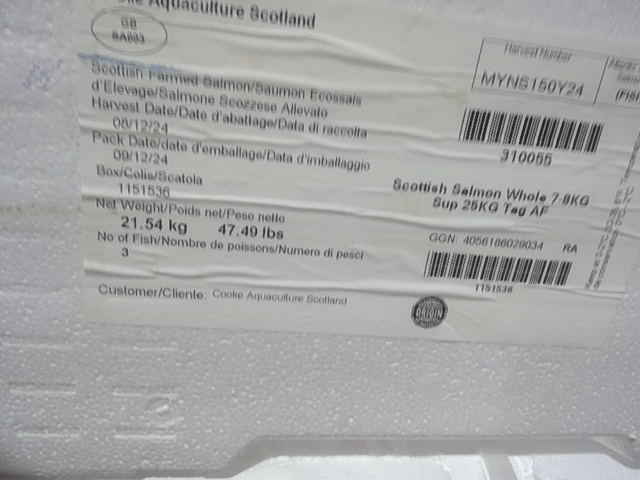 Aquaculture Scotland
GB
SA003
Scottish Farmed Salmon/Saumon Ecossais
d'Elevage/Salmone Scozzese Allevato
Harvest Date/Date d'abattage/Data di raccolta
08/12/24
Pack Date/date d'emballage/Data d'imballaggio
09/12/24
Box/Colis/Scatola
1151536
Net Weight/Poids net/Peso netto
21.54 kg 47.49 lbs
No of Fish/Nombre de poissons/Numero di pesci
3
Customer/Cliente: Cooke Aquaculture Scotland
Harvest Number
MYNS150Y24
310055
Scottish Salmon Whole 7-8KG
Sup 25KG Tag AF
GGN: 4056186029034 RA
1151536
ORIGIN